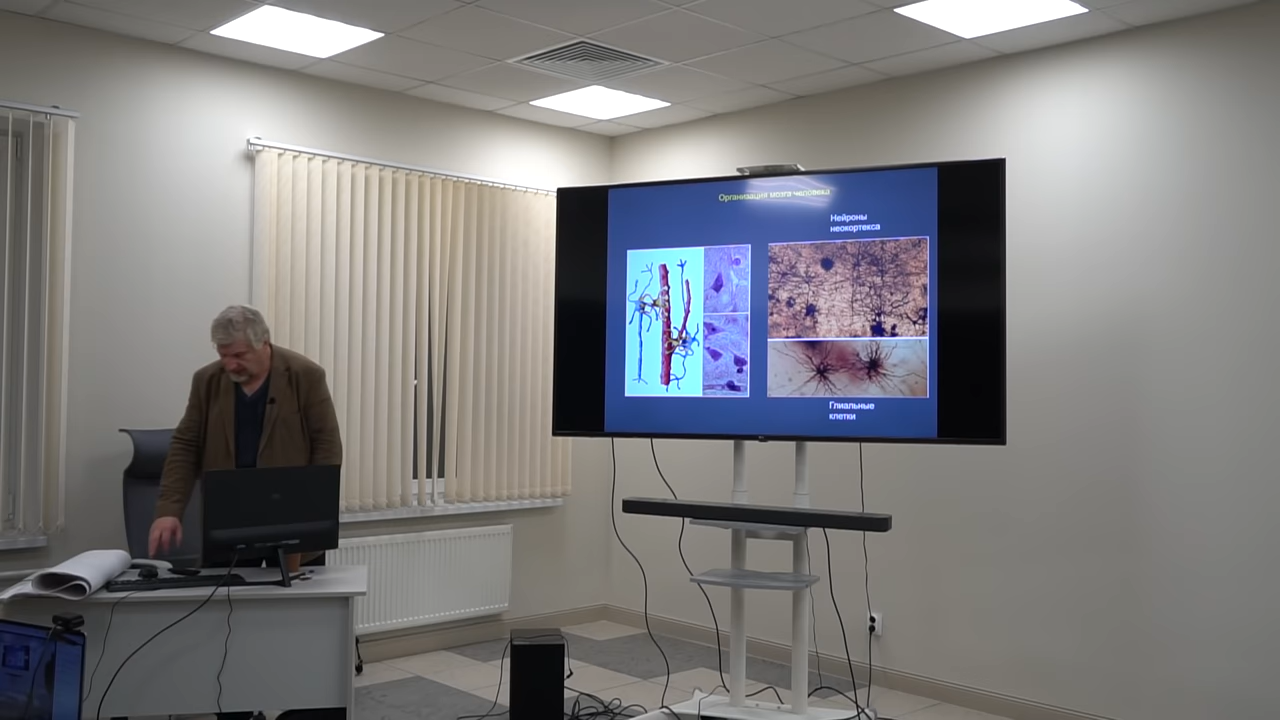 Организация мозга человека
Нейроны
неокортекса
Глиальные
клетки